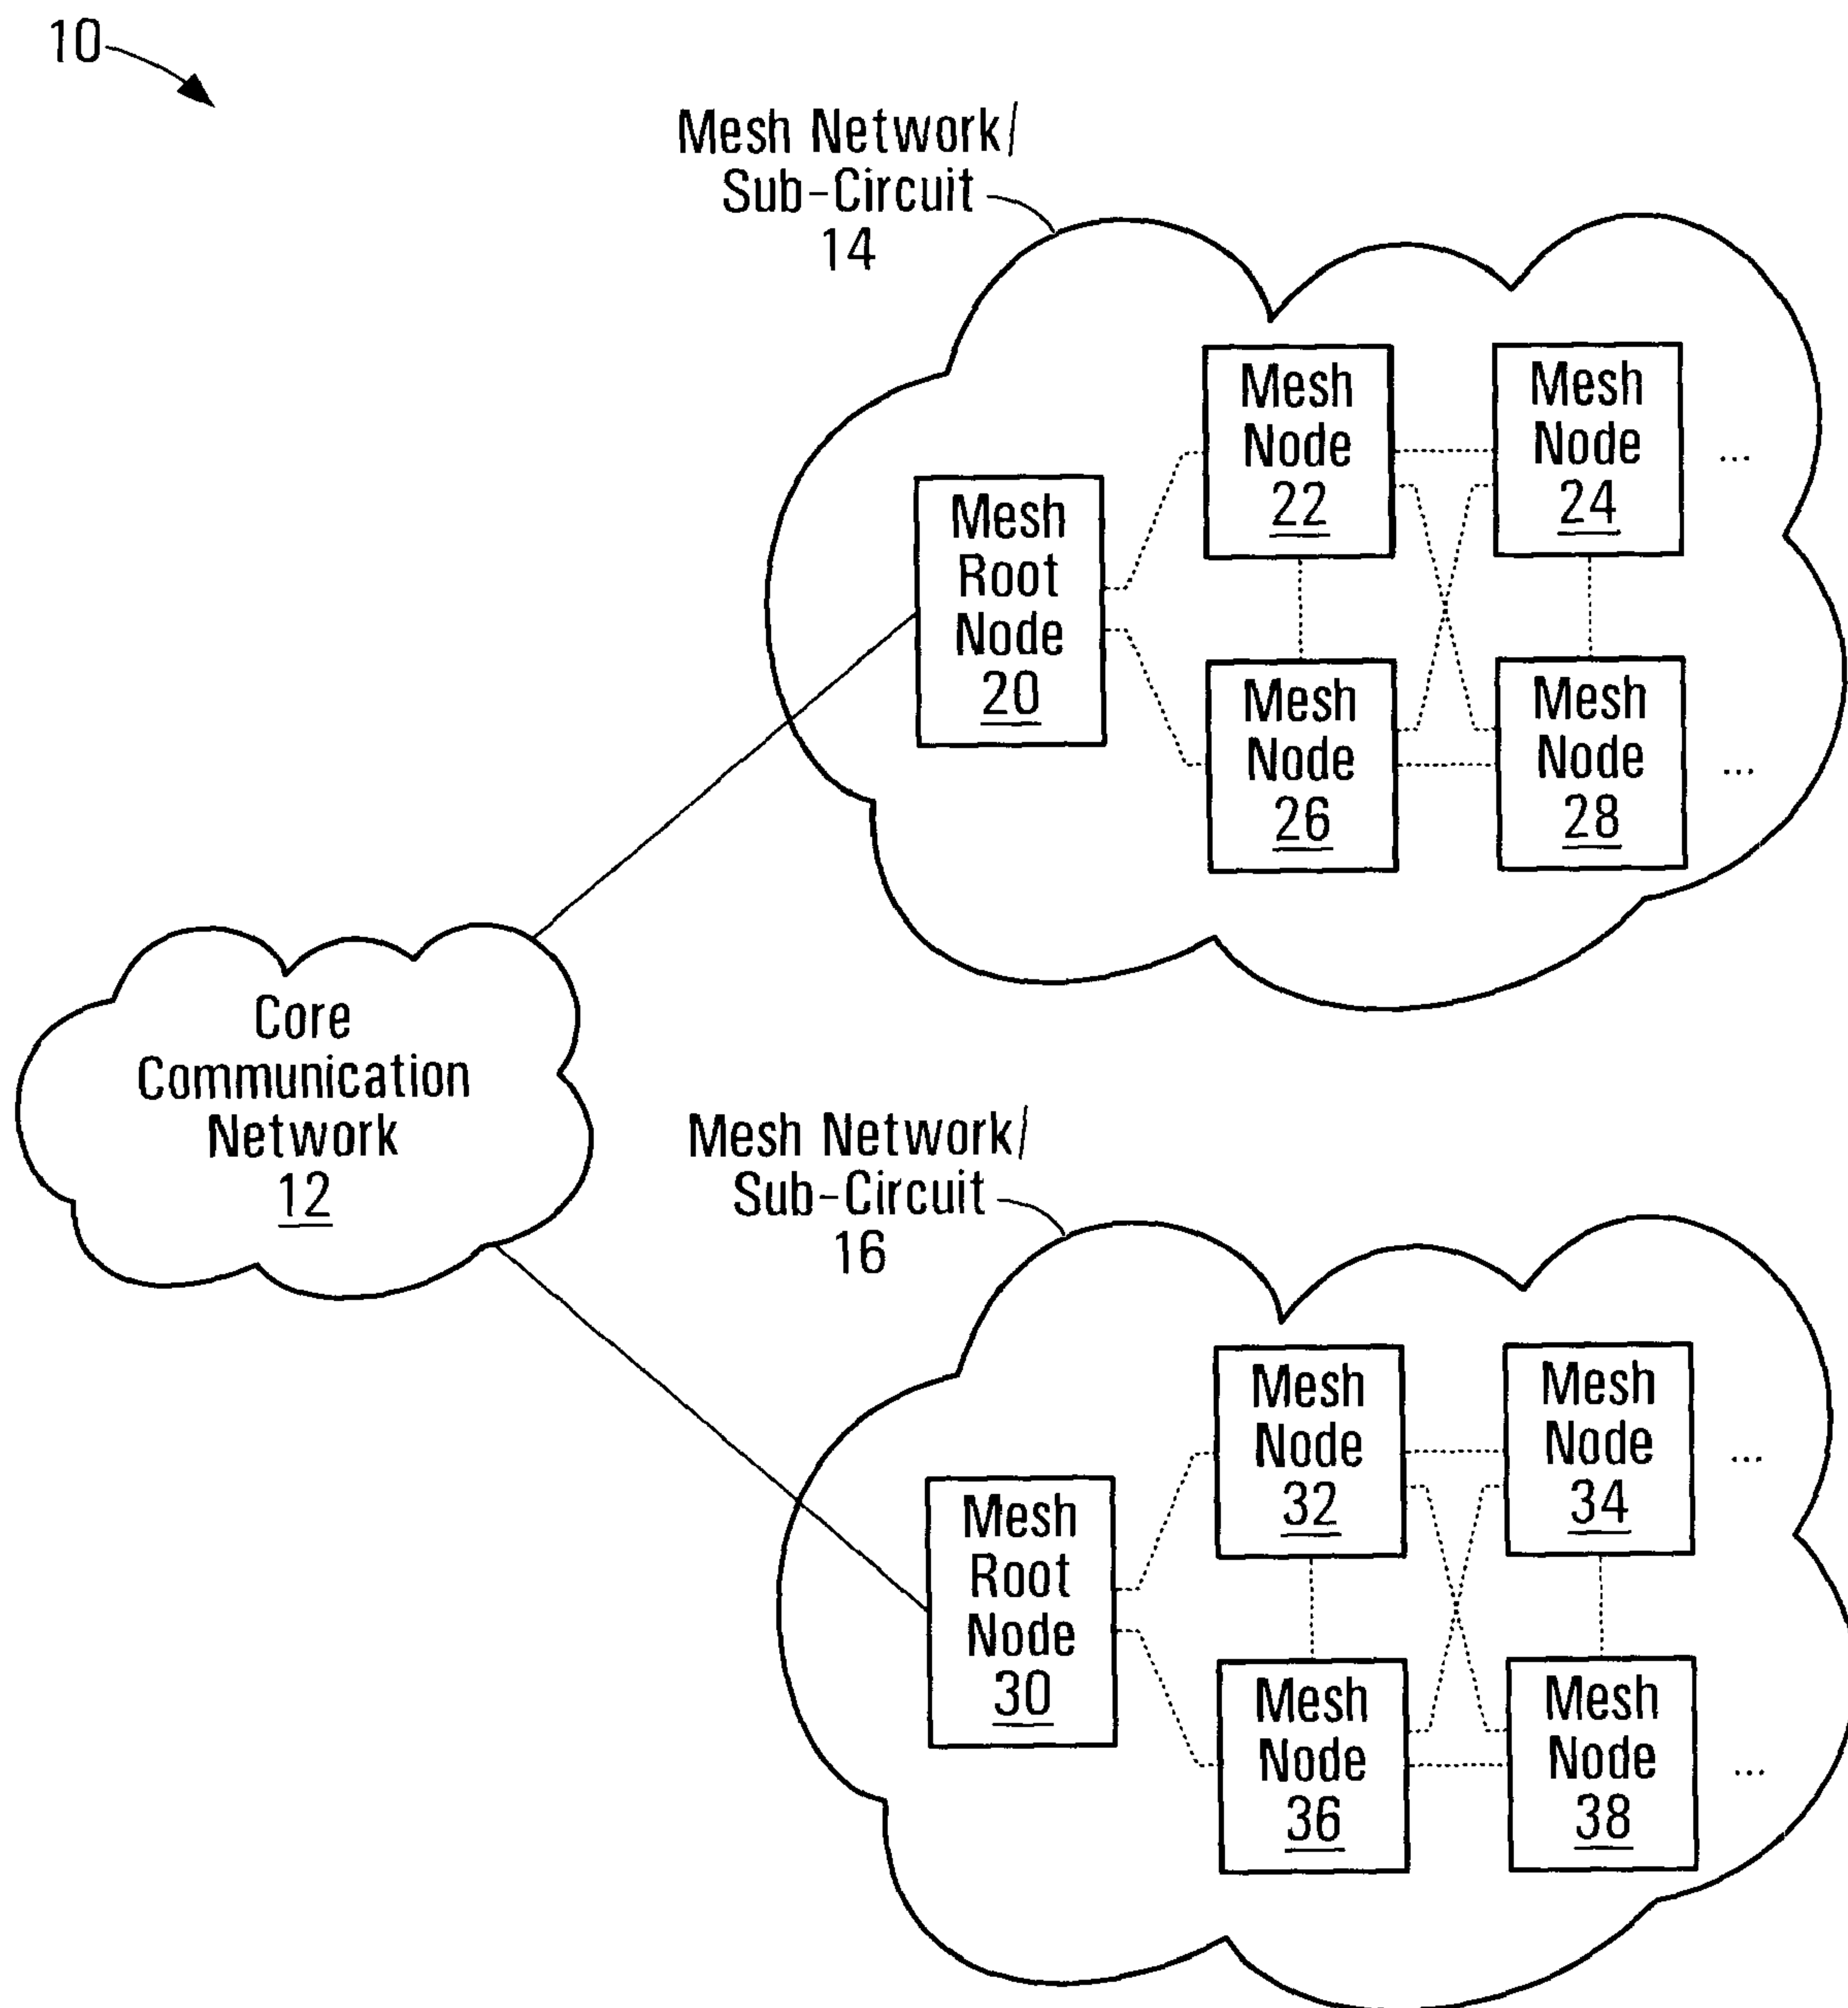 10
Mesh Network/
Sub-Circuit
14
Mesh
Node
22
Mesh
Node
24
...
Mesh
Root
Node
20
Mesh
Node
26
Mesh
Node
28
...
Core
Communication
Network
12
Mesh Network/
Sub-Circuit
16
Mesh
Node
32
Mesh
Node
34
...
Mesh
Root
Node
30
Mesh
Node
36
Mesh
Node
38
...